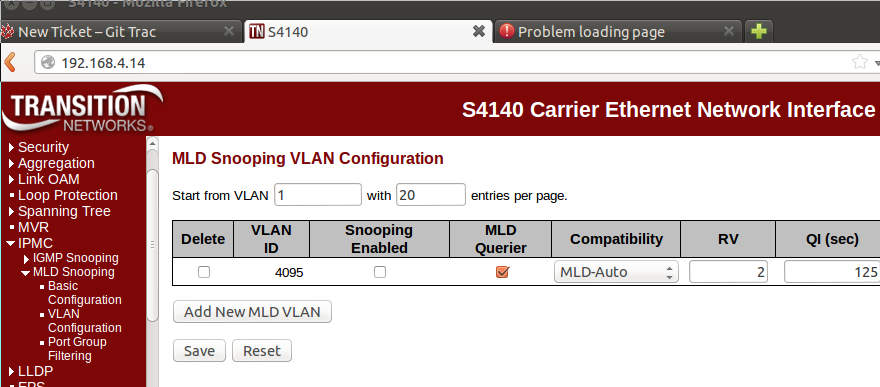 S4140 - Mozilla Firefox
New Ticket – Git Trac
S4140
Problem loading page
192.168.4.14
TRANSITION
NETWORKS®
S4140 Carrier Ethernet Network Interface
Security
Aggregation
Link OAM
Loop Protection
Spanning Tree
MVR
IPMC
IGMP Snooping
MLD Snooping
Basic
Configuration
VLAN
Configuration
Port Group
Filtering
LLDP
EPS
MLD Snooping VLAN Configuration
Start from VLAN 1 with 20 entries per page.
Delete VLAN ID Snooping Enabled MLD Querier Compatibility RV QI (sec)
4095 MLD-Auto 2 125
Add New MLD VLAN
Save Reset